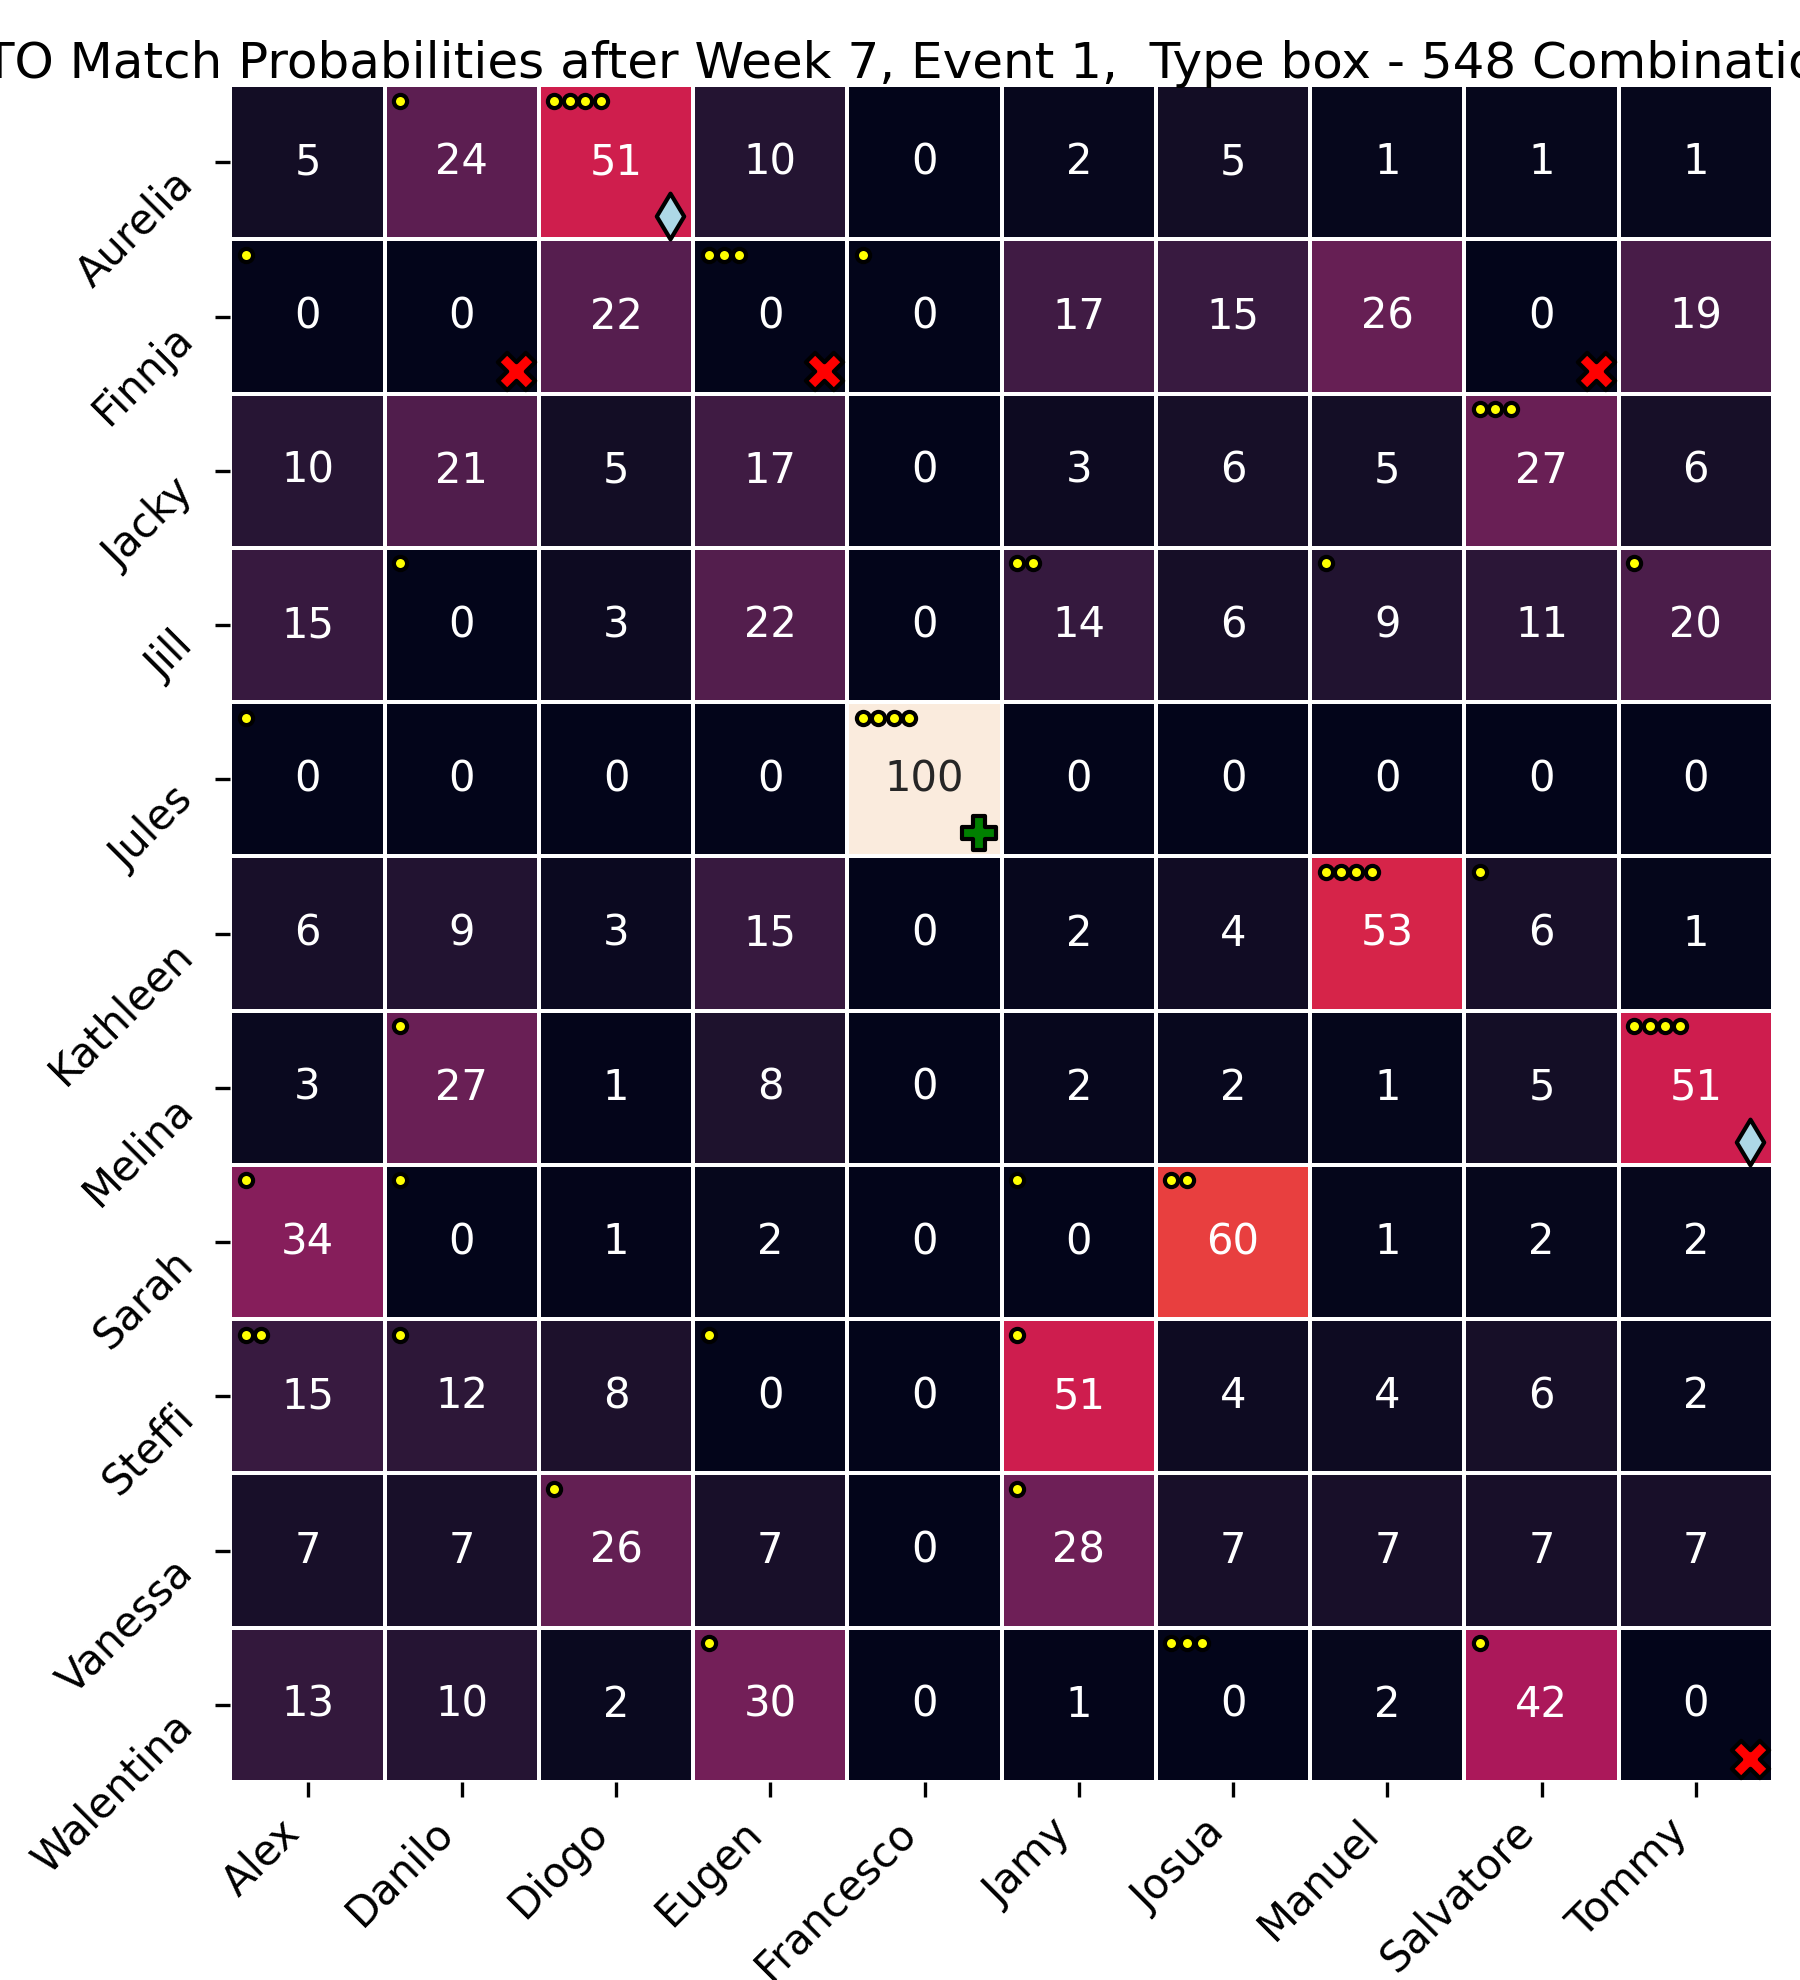 TO Match Probabilities after Week 7, Event 1, Type box - 548
Aurelia 5 24 51 10 0 2 5 1 1 1
Finnja 0 0 22 0 0 17 15 26 0 19
Jacky 10 21 5 17 0 3 6 5 27 6
Jill 15 0 3 22 0 14 6 9 11 20
Jules 0 0 0 0 100 0 0 0 0 0
Kathleen 6 9 3 15 0 2 4 53 6 1
Melina 3 27 1 8 0 2 2 1 5 51
Sarah 34 0 1 2 0 0 60 1 2 2
Steffi 15 12 8 0 0 51 4 4 6 2
Vanessa 7 7 26 7 0 28 7 7 7 7
Walentina 13 10 2 30 0 1 0 2 42 0
Alex Danilo Diogo Eugen Francesco Jamy Josua Manuel Salvatore Tommy